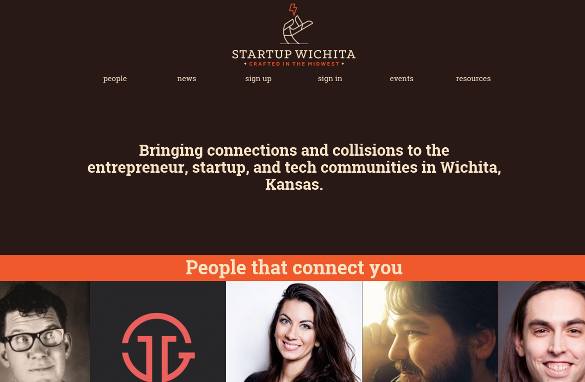 STARTUP WICHITA
CRAFTED IN THE MIDWEST
people news sign up sign in events resources
Bringing connections and collisions to the
entrepreneur, startup, and tech communities in Wichita,
Kansas.
People that connect you